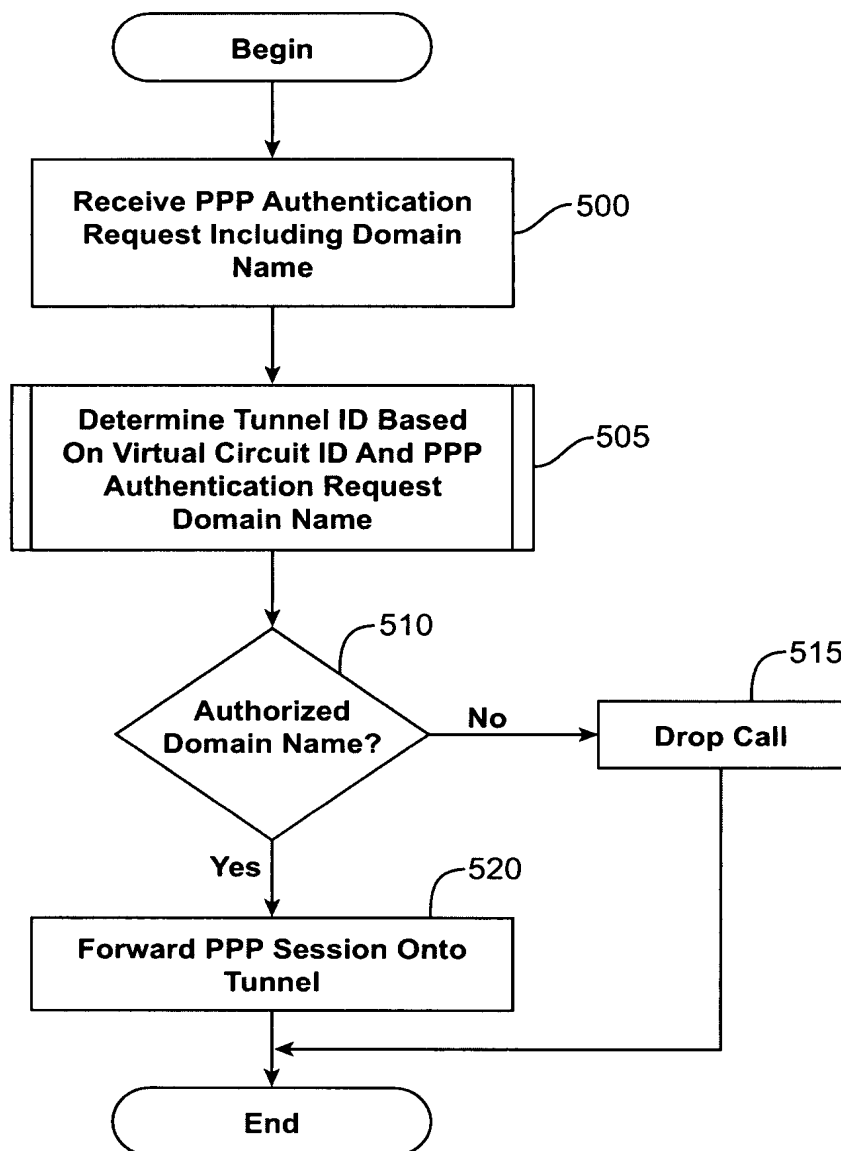 Begin
Receive PPP Authentication
Request Including Domain
Name
500
Determine Tunnel ID Based
On Virtual Circuit ID And PPP
Authentication Request
Domain Name
505
510
Authorized
Domain Name?
No
515
Drop Call
Yes
520
Forward PPP Session Onto
Tunnel
End